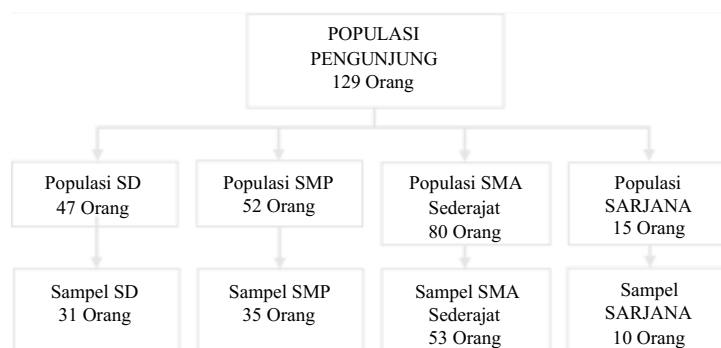 POPULASI
PENGUNJUNG
129 Orang
Populasi SD
47 Orang
Populasi SMP
52 Orang
Populasi SMA
Sederajat
80 Orang
Populasi
SARJANA
15 Orang
Sampel SD
31 Orang
Sampel SMP
35 Orang
Sampel SMA
Sederajat
53 Orang
Sampel
SARJANA
10 Orang